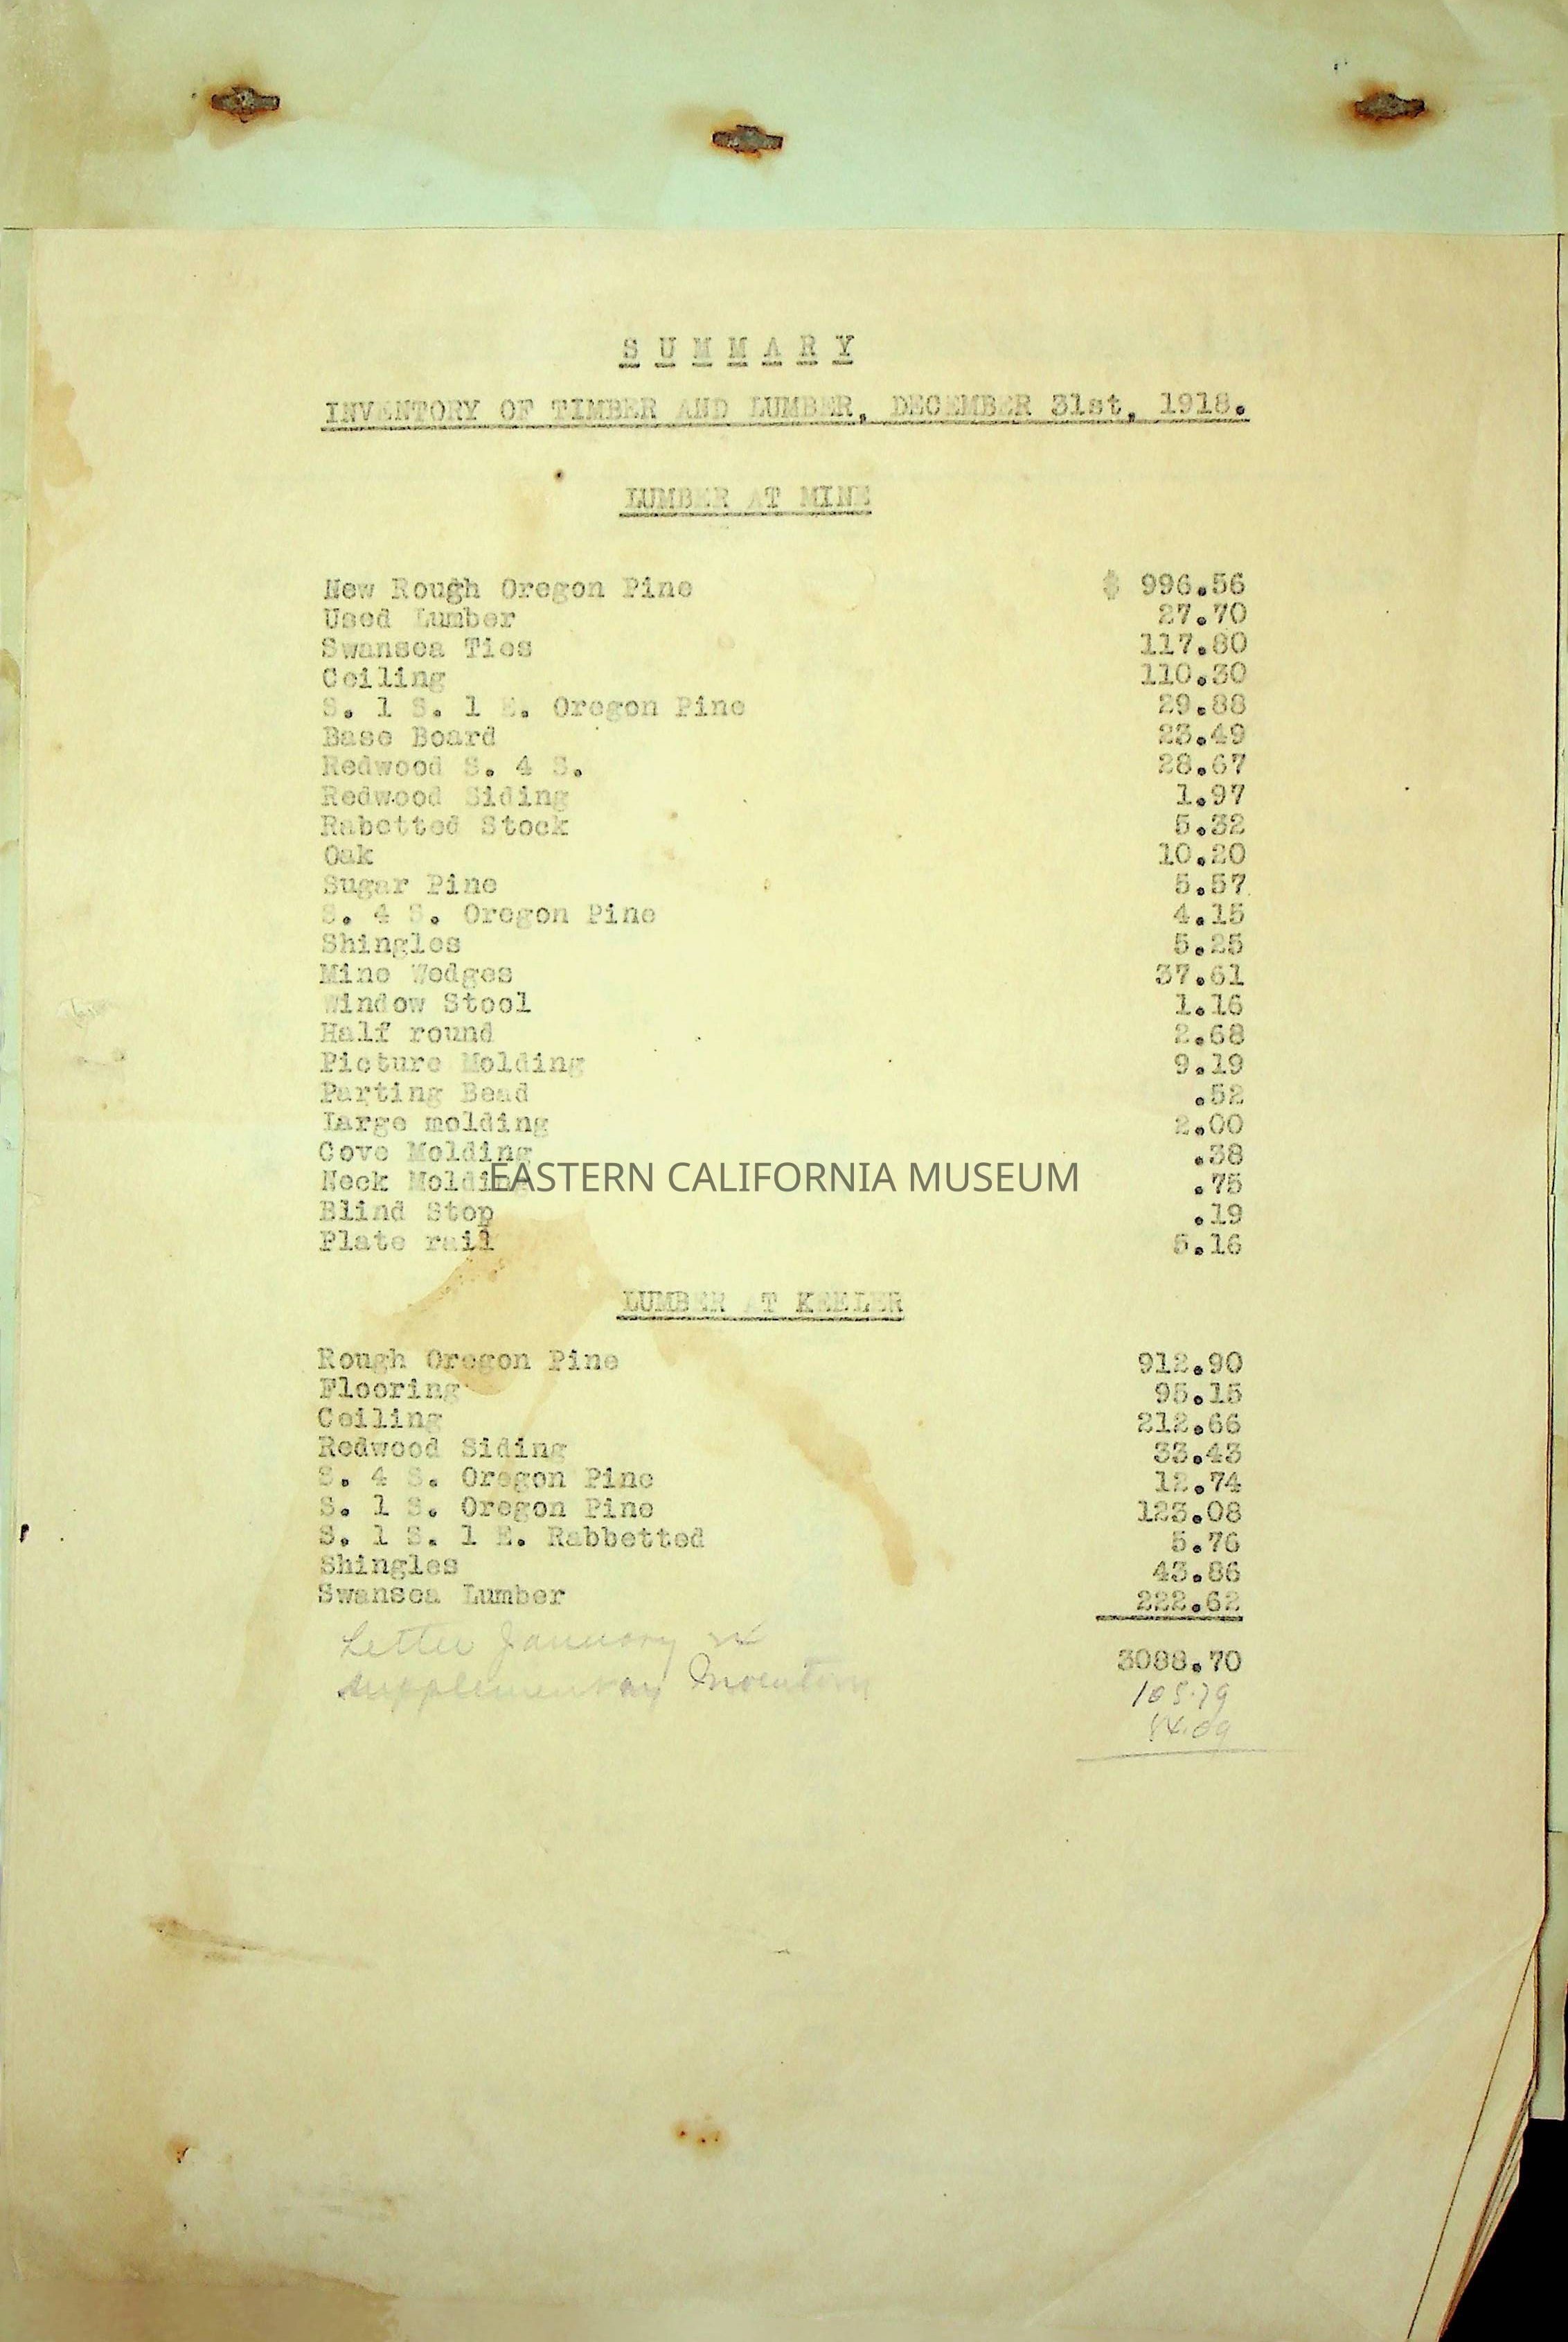 S U M M A R Y
INVENTORY OF TIMBER AND LUMBER, DECEMBER 31st, 1918.
LUMBER AT MINE
New Rough Oregon Pine $ 996.56
Used Lumber 27.70
Swansea Ties 117.80
Ceiling 110.30
S. 1 S. 1 E. Oregon Pine 29.88
Base Board 23.49
Redwood S. 4 S. 28.67
Redwood Siding 1.97
Rabetted Stock 5.32
Oak 10.20
Sugar Pine 5.57
S. 4 S. Oregon Pine 4.15
Shingles 5.25
Mine Wedges 37.61
Window Stool 1.16
Half round 2.68
Picture Molding 9.19
Parting Bead .52
Large molding 2.00
Cove Molding .38
Neck Molding .75
EASTERN CALIFORNIA MUSEUM
Blind Stop .19
Plate rail 5.16
LUMBER AT KEELER
Rough Oregon Pine 912.90
Flooring 95.15
Ceiling 212.66
Redwood Siding 33.43
S. 4 S. Oregon Pine 12.74
S. 1 S. Oregon Pine 123.08
S. 1 S. 1 E. Rabbetted 5.76
Shingles 43.86
Swansea Lumber 222.62
3088.70
Letter January
Supplementary Inventory